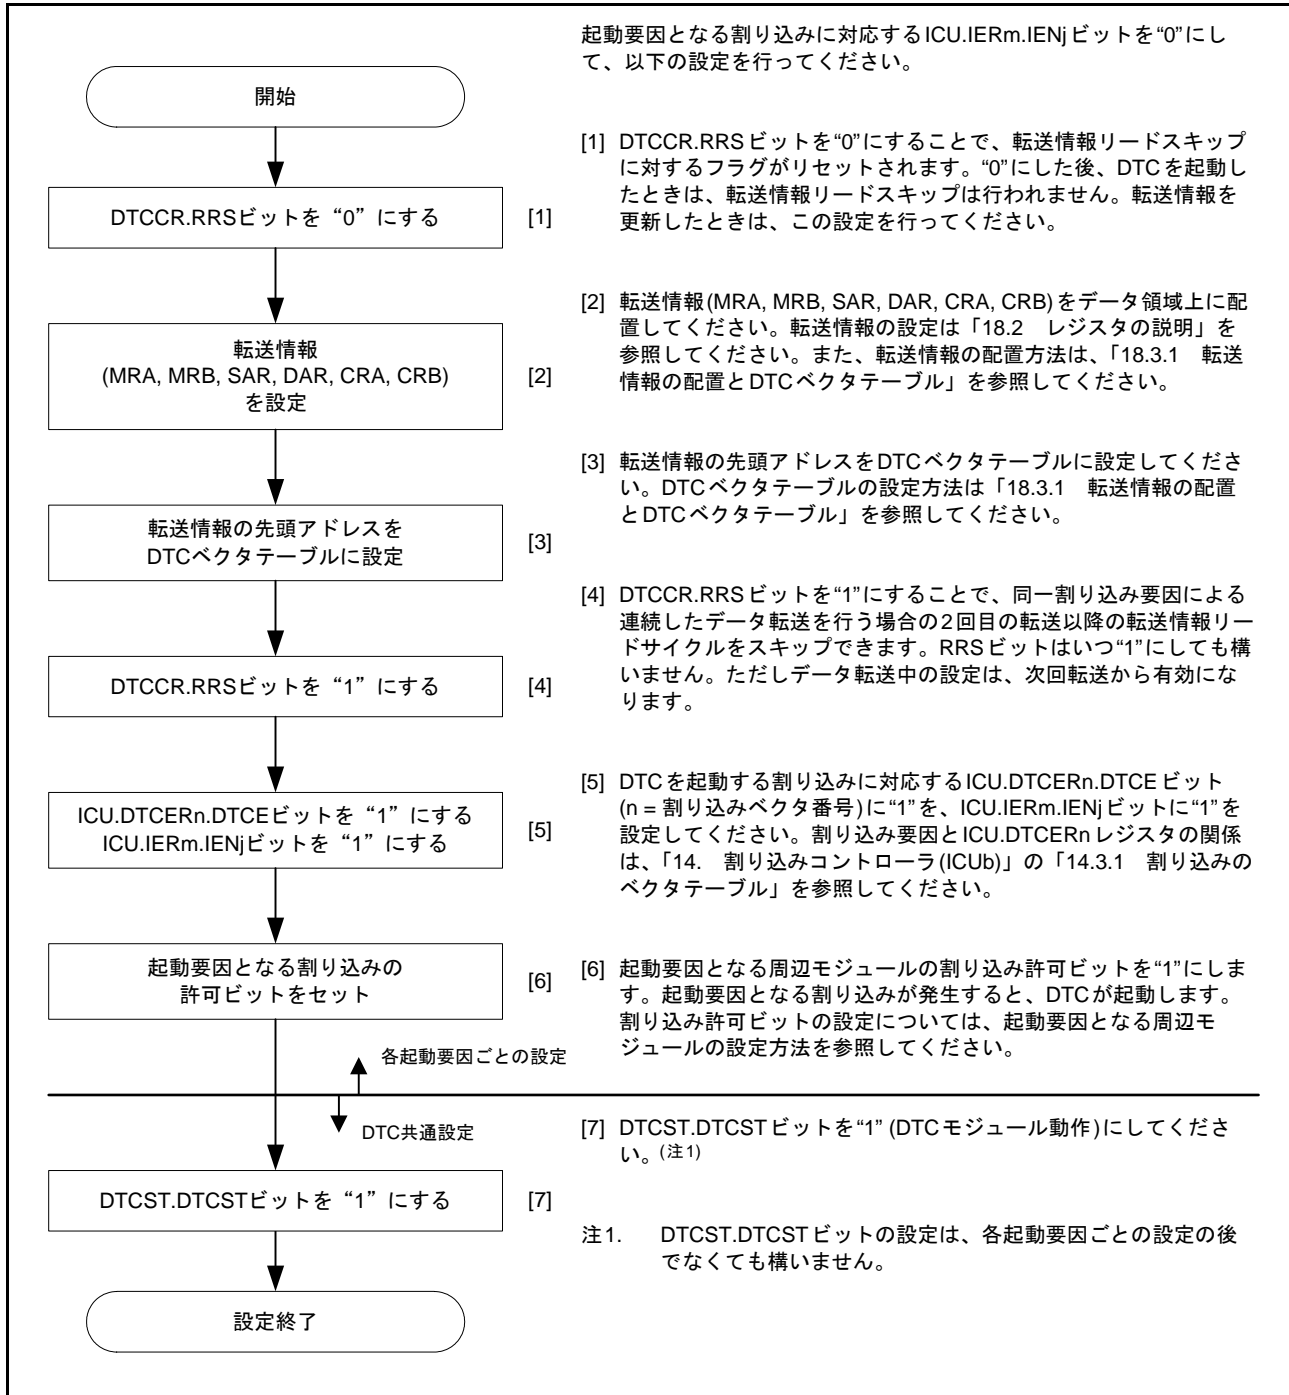 起動要因となる割り込みに対応するICU.IERm.IENjビットを“0”にし
て、以下の設定を行ってください。
開始
[1] DTCCR.RRSビットを“0”にすることで、転送情報リードスキップ
に対するフラグがリセットされます。“0”にした後、DTCを起動し
たときは、転送情報リードスキップは行われません。転送情報を
更新したときは、この設定を行ってください。
DTCCR.RRSビットを“0”にする
[1]
[2] 転送情報(MRA, MRB, SAR, DAR, CRA, CRB)をデータ領域上に配
置してください。転送情報の設定は「18.2 レジスタの説明」を
参照してください。また、転送情報の配置方法は、「18.3.1 転送
情報の配置とDTCベクタテーブル」を参照してください。
転送情報
(MRA, MRB, SAR, DAR, CRA, CRB)
を設定
[2]
[3] 転送情報の先頭アドレスをDTCベクタテーブルに設定してくださ
い。DTCベクタテーブルの設定方法は「18.3.1 転送情報の配置
とDTCベクタテーブル」を参照してください。
転送情報の先頭アドレスを
DTCベクタテーブルに設定
[3]
[4] DTCCR.RRSビットを“1”にすることで、同一割り込み要因による
連続したデータ転送を行う場合の2回目の転送以降の転送情報リー
ドサイクルをスキップできます。RRSビットはいつ“1”にしても構
いません。ただしデータ転送中の設定は、次回転送から有効にな
ります。
DTCCR.RRSビットを“1”にする
[4]
[5] DTCを起動する割り込みに対応するICU.DTCERn.DTCEビット
(n = 割り込みベクタ番号)に“1”を、ICU.IERm.IENjビットに“1”を
設定してください。割り込み要因とICU.DTCERnレジスタの関係
は、「14. 割り込みコントローラ(ICUb)」の「14.3.1 割り込みの
ベクタテーブル」を参照してください。
ICU.DTCERn.DTCEビットを“1”にする
ICU.IERm.IENjビットを“1”にする
[5]
[6] 起動要因となる周辺モジュールの割り込み許可ビットを“1”にしま
す。起動要因となる割り込みが発生すると、DTCが起動します。
割り込み許可ビットの設定については、起動要因となる周辺モ
ジュールの設定方法を参照してください。
起動要因となる割り込みの
許可ビットをセット
[6]
各起動要因ごとの設定
DTC共通設定
[7] DTCST.DTCSTビットを“1” (DTCモジュール動作)にしてくださ
い。(注1)
DTCST.DTCSTビットを“1”にする
[7]
注1. DTCST.DTCSTビットの設定は、各起動要因ごとの設定の後
でなくても構いません。
設定終了